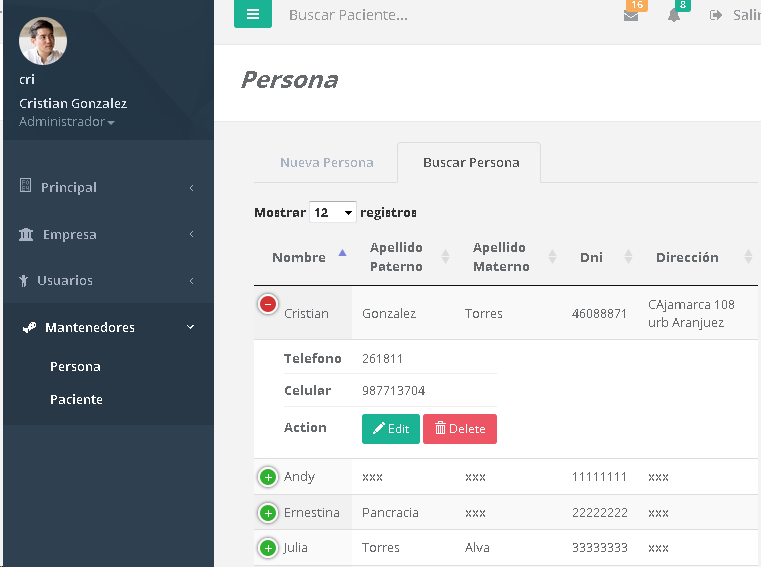 Buscar Paciente...
16
8
Salir
cri
Cristian Gonzalez
Administrador
Principal
Empresa
Usuarios
Mantenedores
Persona
Paciente
Persona
Nueva Persona
Buscar Persona
Mostrar 12 registros
Nombre Apellido Paterno Apellido Materno Dni Dirección
Cristian Gonzalez Torres 46088871 CAjamarca 108
urb Aranjuez
Telefono 261811
Celular 987713704
Action Edit Delete
Andy xxx xxx 11111111 xxx
Ernestina Pancracia xxx 22222222 xxx
Julia Torres Alva 33333333 xxx